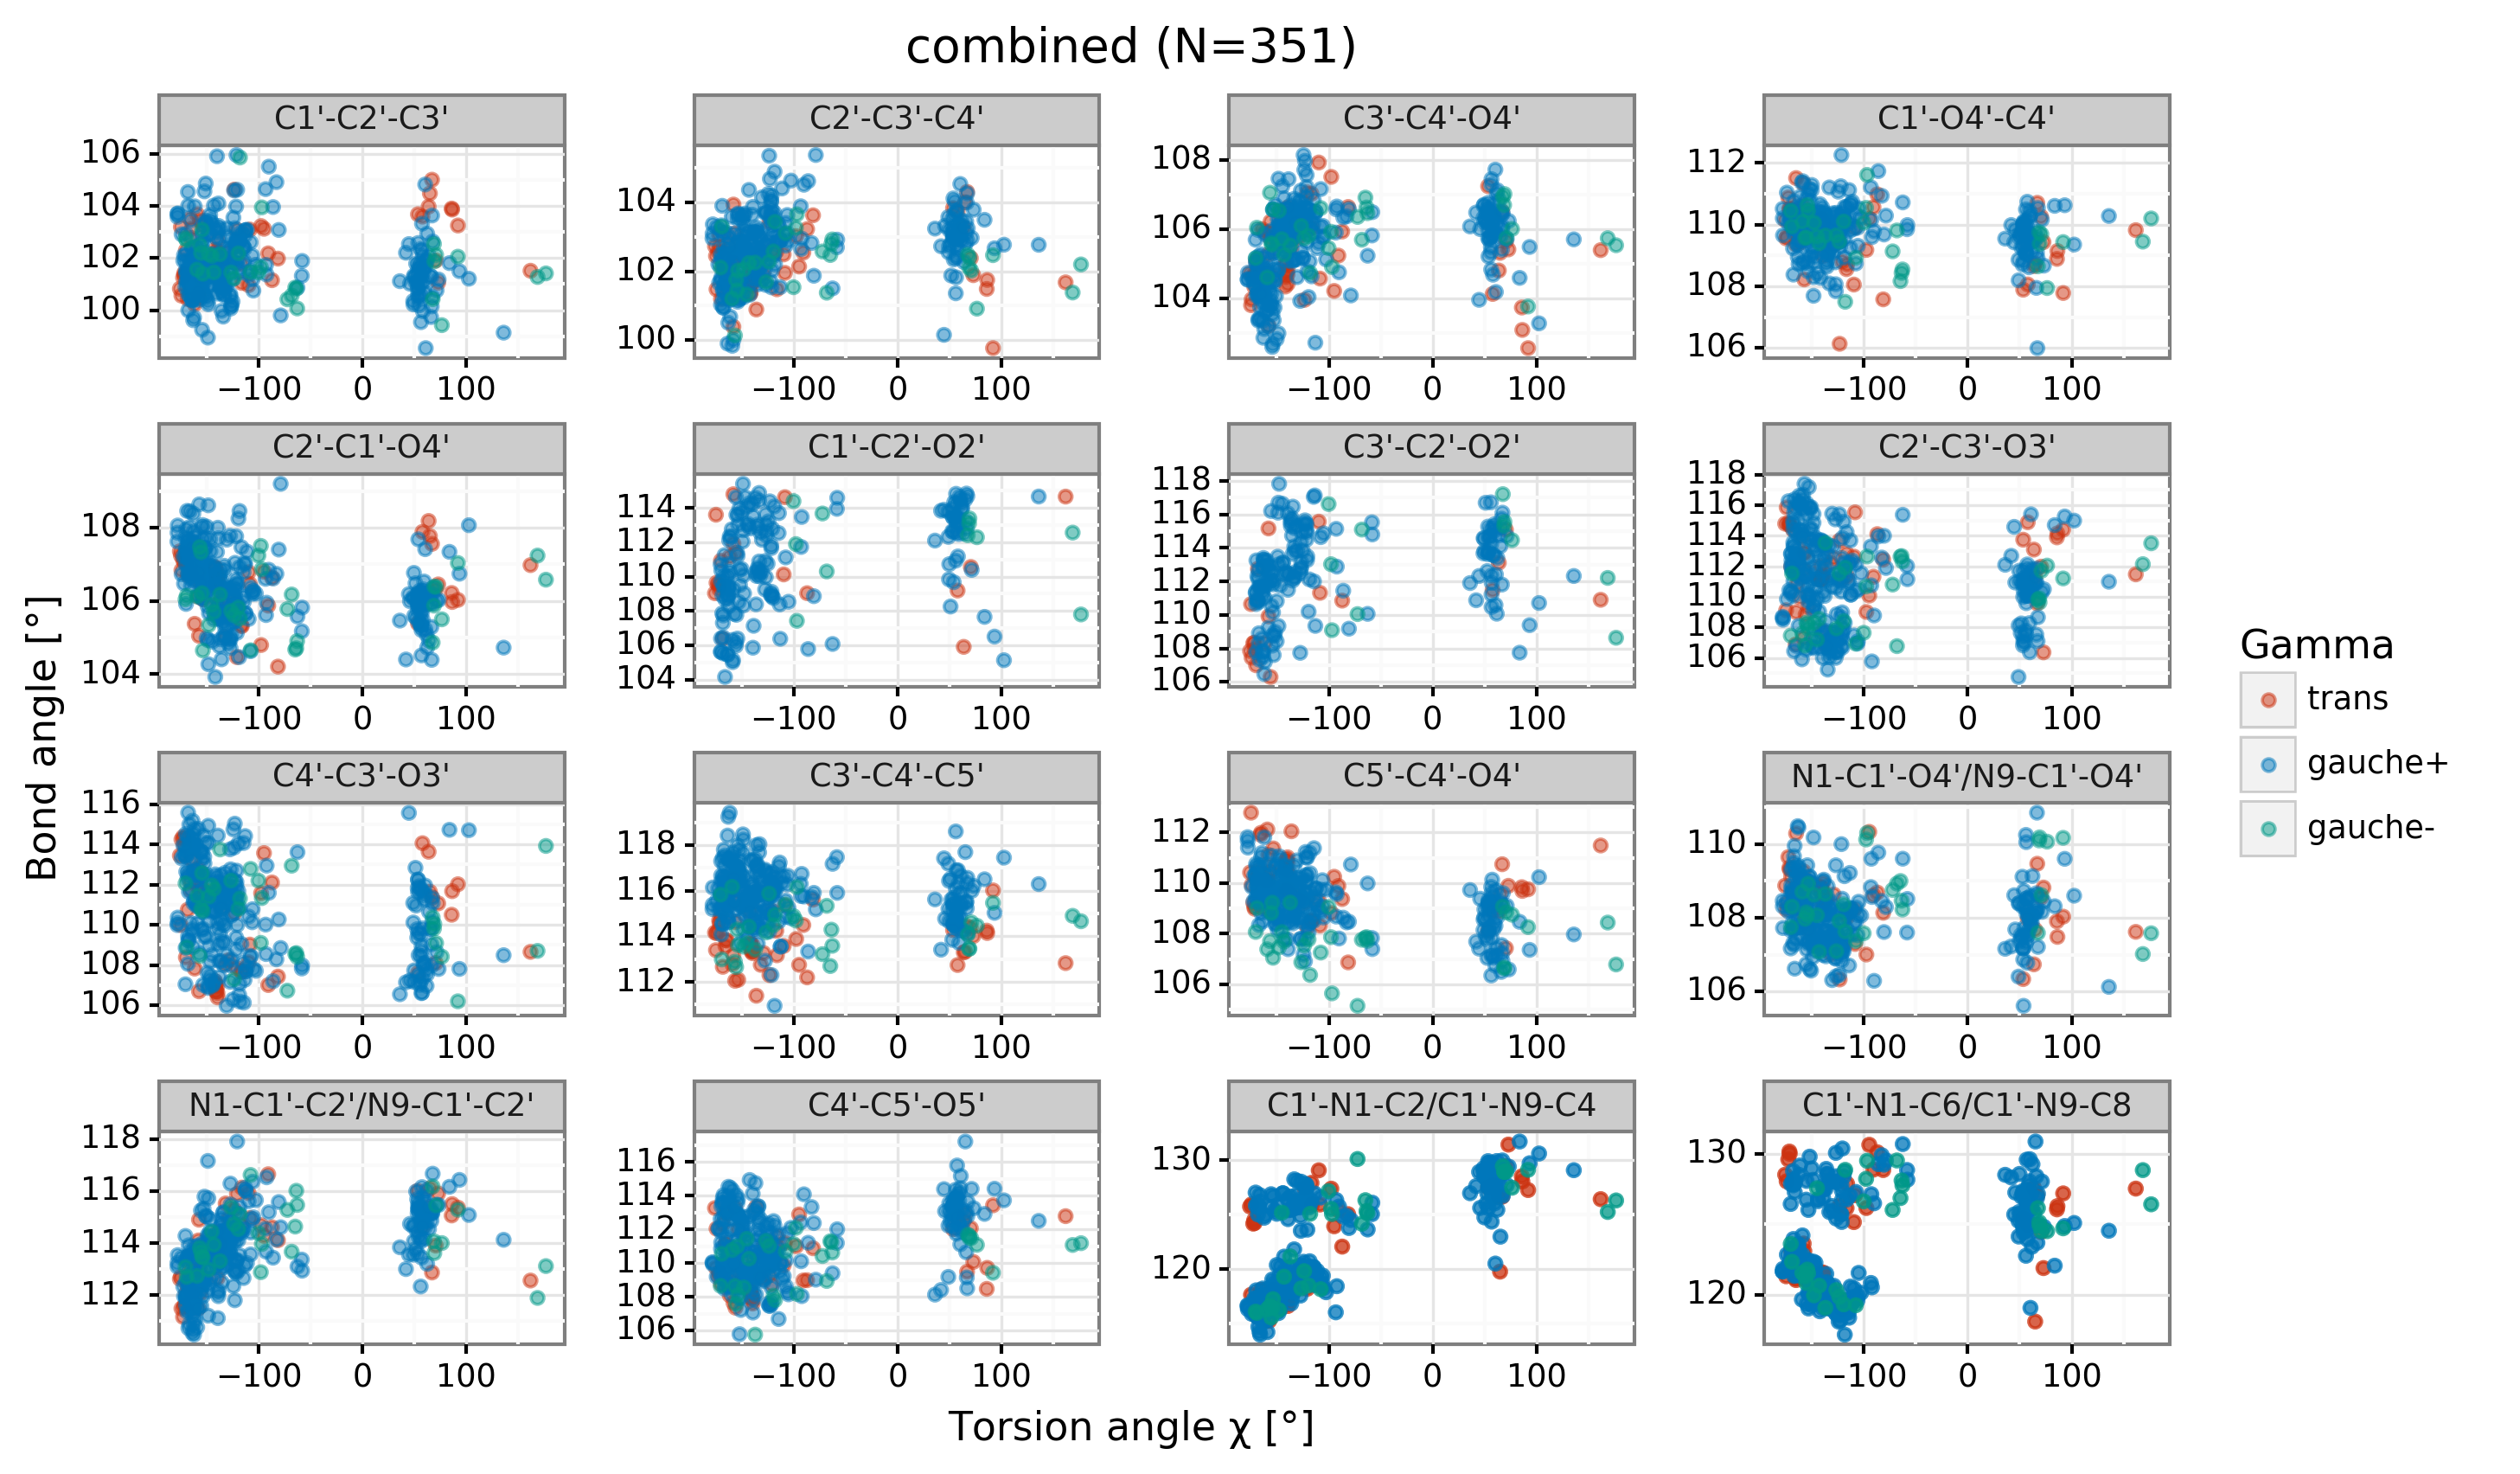 combined (N=351)
C1'-C2'-C3'
C2'-C3'-C4'
C3'-C4'-O4'
C1'-O4'-C4'
106
104
102
100
−100 0 100
104
102
100
−100 0 100
108
106
104
−100 0 100
112
110
108
106
−100 0 100
C2'-C1'-O4'
C1'-C2'-O2'
C3'-C2'-O2'
C2'-C3'-O3'
108
106
104
−100 0 100
114
112
110
108
106
104
−100 0 100
118
116
114
112
110
108
106
−100 0 100
118
116
114
112
110
108
106
−100 0 100
C4'-C3'-O3'
C3'-C4'-C5'
C5'-C4'-O4'
N1-C1'-O4'/N9-C1'-O4'
116
114
112
110
108
106
−100 0 100
118
116
114
112
−100 0 100
112
110
108
106
−100 0 100
110
108
106
−100 0 100
N1-C1'-C2'/N9-C1'-C2'
C4'-C5'-O5'
C1'-N1-C2/C1'-N9-C4
C1'-N1-C6/C1'-N9-C8
118
116
114
112
−100 0 100
116
114
112
110
108
106
−100 0 100
130
120
−100 0 100
130
120
−100 0 100
Bond angle [°]
Torsion angle χ [°]
Gamma
trans
gauche+
gauche-